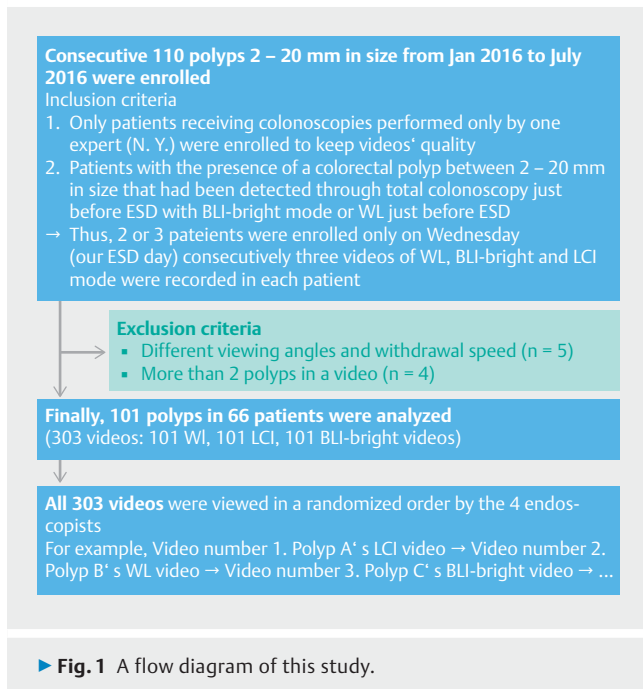 Consecutive 110 polyps 2 – 20 mm in size from Jan 2016 to July
2016 were enrolled
Inclusion criteria
1. Only patients receiving colonoscopies performed only by one
expert (N. Y.) were enrolled to keep videos‘ quality
2. Patients with the presence of a colorectal polyp between 2 – 20 mm
in size that had been detected through total colonoscopy just
before ESD with BLI-bright mode or WL just before ESD
→ Thus, 2 or 3 pateients were enrolled only on Wednesday
(our ESD day) consecutively three videos of WL, BLI-bright and LCI
mode were recorded in each patient
Exclusion criteria
▪ Different viewing angles and withdrawal speed (n = 5)
▪ More than 2 polyps in a video (n = 4)
Finally, 101 polyps in 66 patients were analyzed
(303 videos: 101 Wl, 101 LCI, 101 BLI-bright videos)
All 303 videos were viewed in a randomized order by the 4 endos-
copists
For example, Video number 1. Polyp A‘ s LCI video → Video number 2.
Polyp B‘ s WL video → Video number 3. Polyp C‘ s BLI-bright video → ...
▶ Fig. 1 A flow diagram of this study.